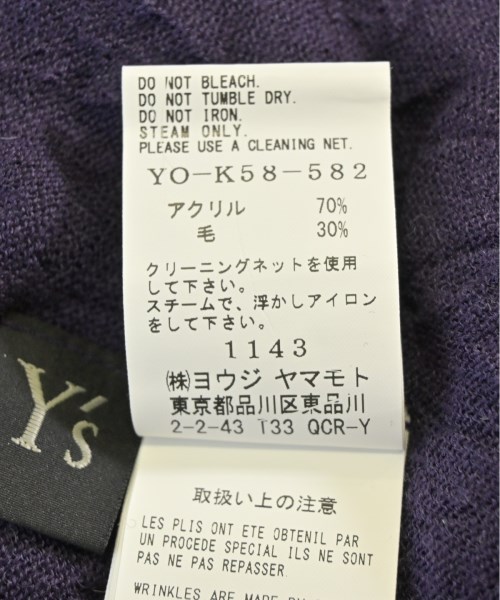 DO NOT BLEACH.
DO NOT TUMBLE DRY.
DO NOT IRON.
STEAM ONLY.
PLEASE USE A CLEANING NET.
YO-K58-582
アクリル 70%
毛 30%
クリーニングネットを使用
して下さい。
スチームで、浮かしアイロン
をして下さい。
1143
㈱ヨウジ ヤマモト
東京都品川区東品川
2-2-43 T33 QCR-Y
Y's
取扱い上の注意
LES PLIS ONT ETE OBTENIL PAR
UN PROCEDE SPECIAL ILS NE SONT
PAS NE PAS REPASSER.
WRINKLES ARE MADE